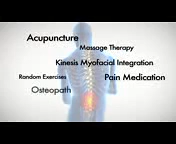 Acupuncture
Massage Therapy
Kinesis Myofacial Integration
Random Exercises
Pain Medication
Osteopath